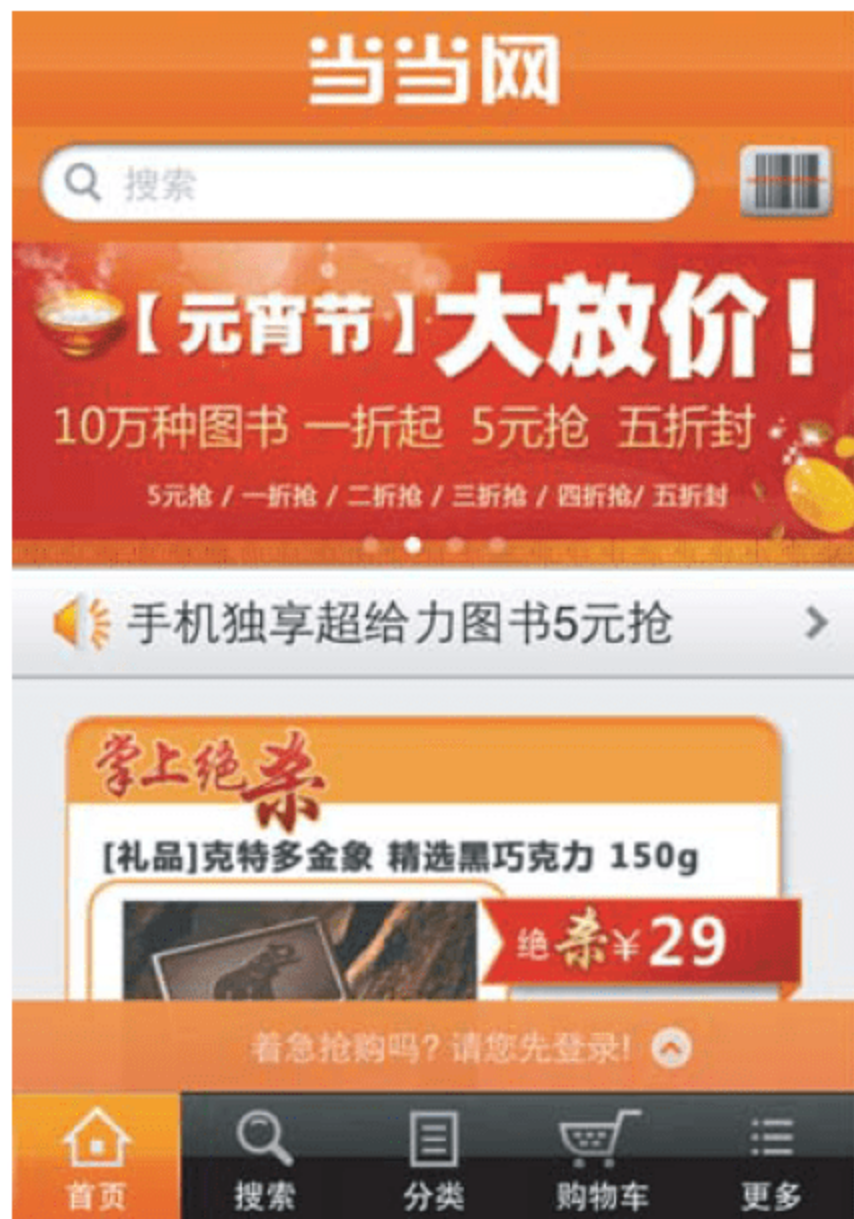 当当网
搜索
【元宵节】大放价!
10万种图书 一折起 5元抢 五折封
5元抢 / 一折抢 / 二折抢 / 三折抢 / 四折抢/ 五折封
手机独享超给力图书5元抢
掌上绝杀
[礼品]克特多金象 精选黑巧克力 150g
绝杀¥29
着急抢购吗?请您先登录!
首页 搜索 分类 购物车 更多